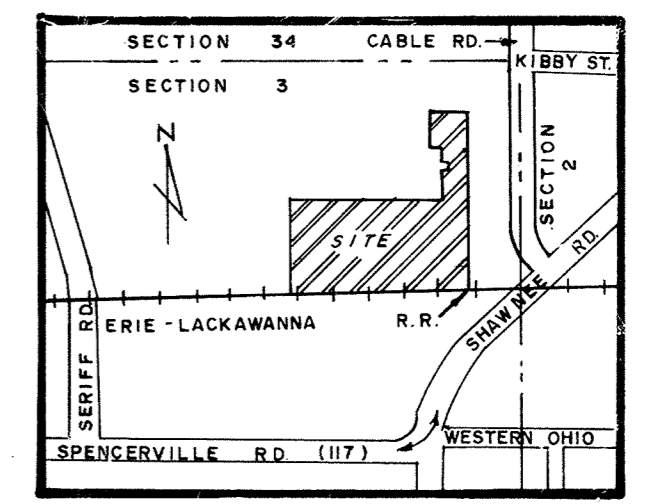 SECTION 34 CABLE RD.
KIBBY ST.
SECTION 3
N
SECTION 2
SITE
SHAWNEE RD.
ERIE-LACKAWANNA R.R.
SERIFF RD.
WESTERN OHIO
SPENCERVILLE RD. (117)